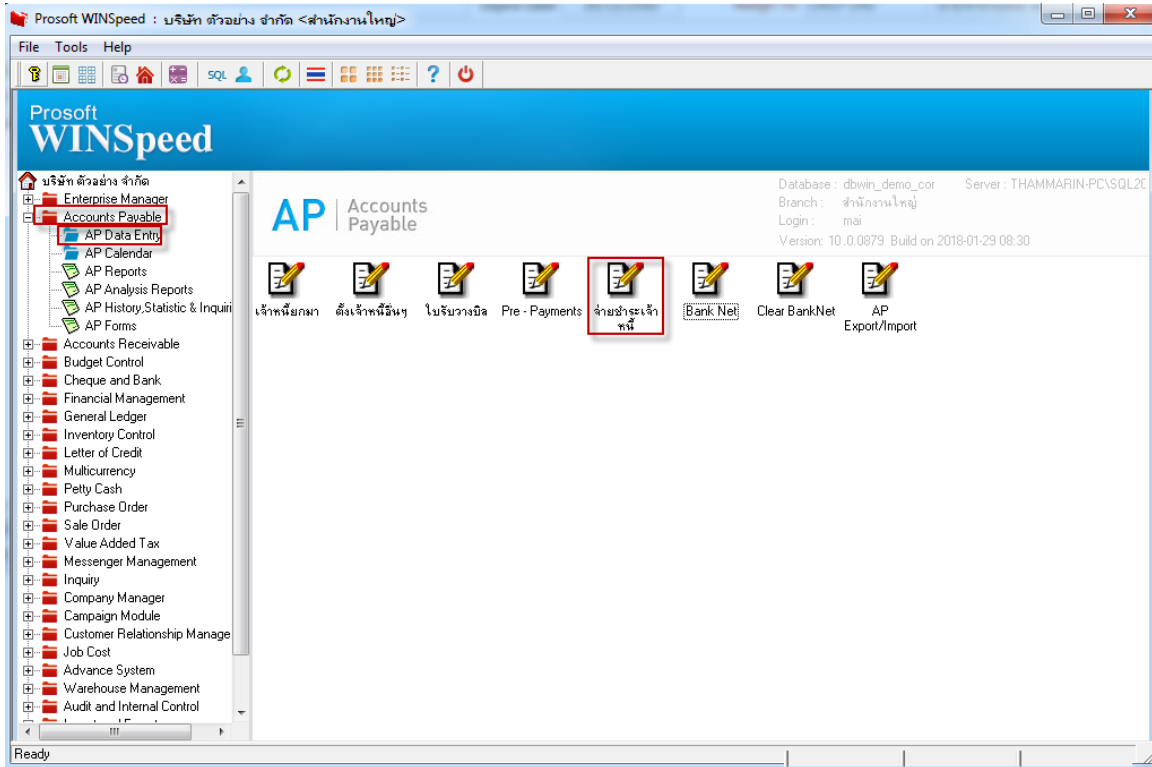 Prosoft WINSpeed : บริษัท ตัวอย่าง จำกัด <สำนักงานใหญ่>
File Tools Help
SQL
Prosoft
WINSpeed
บริษัท ตัวอย่าง จำกัด
Enterprise Manager
Accounts Payable
AP Data Entry
AP Calendar
AP Reports
AP Analysis Reports
AP History,Statistic & Inquiri
AP Forms
Accounts Receivable
Budget Control
Cheque and Bank
Financial Management
General Ledger
Inventory Control
Letter of Credit
Multicurrency
Petty Cash
Purchase Order
Sale Order
Value Added Tax
Messenger Management
Inquiry
Company Manager
Campaign Module
Customer Relationship Manage
Job Cost
Advance System
Warehouse Management
Audit and Internal Control
AP Accounts
Payable
Database : dbwin_demo_cor Server : THAMMARIN-PC\SQL20
Branch : สำนักงานใหญ่
Login : mai
Version: 10 .0.0879 Build on 2018-01-29 08:30
เจ้าหนี้ยกมา ตั้งเจ้าหนี้อื่นๆ ใบรับวางบิล Pre - Payments จ่ายชำระเจ้า Bank Net Clear BankNet AP
หนี้ Export/Import
Ready